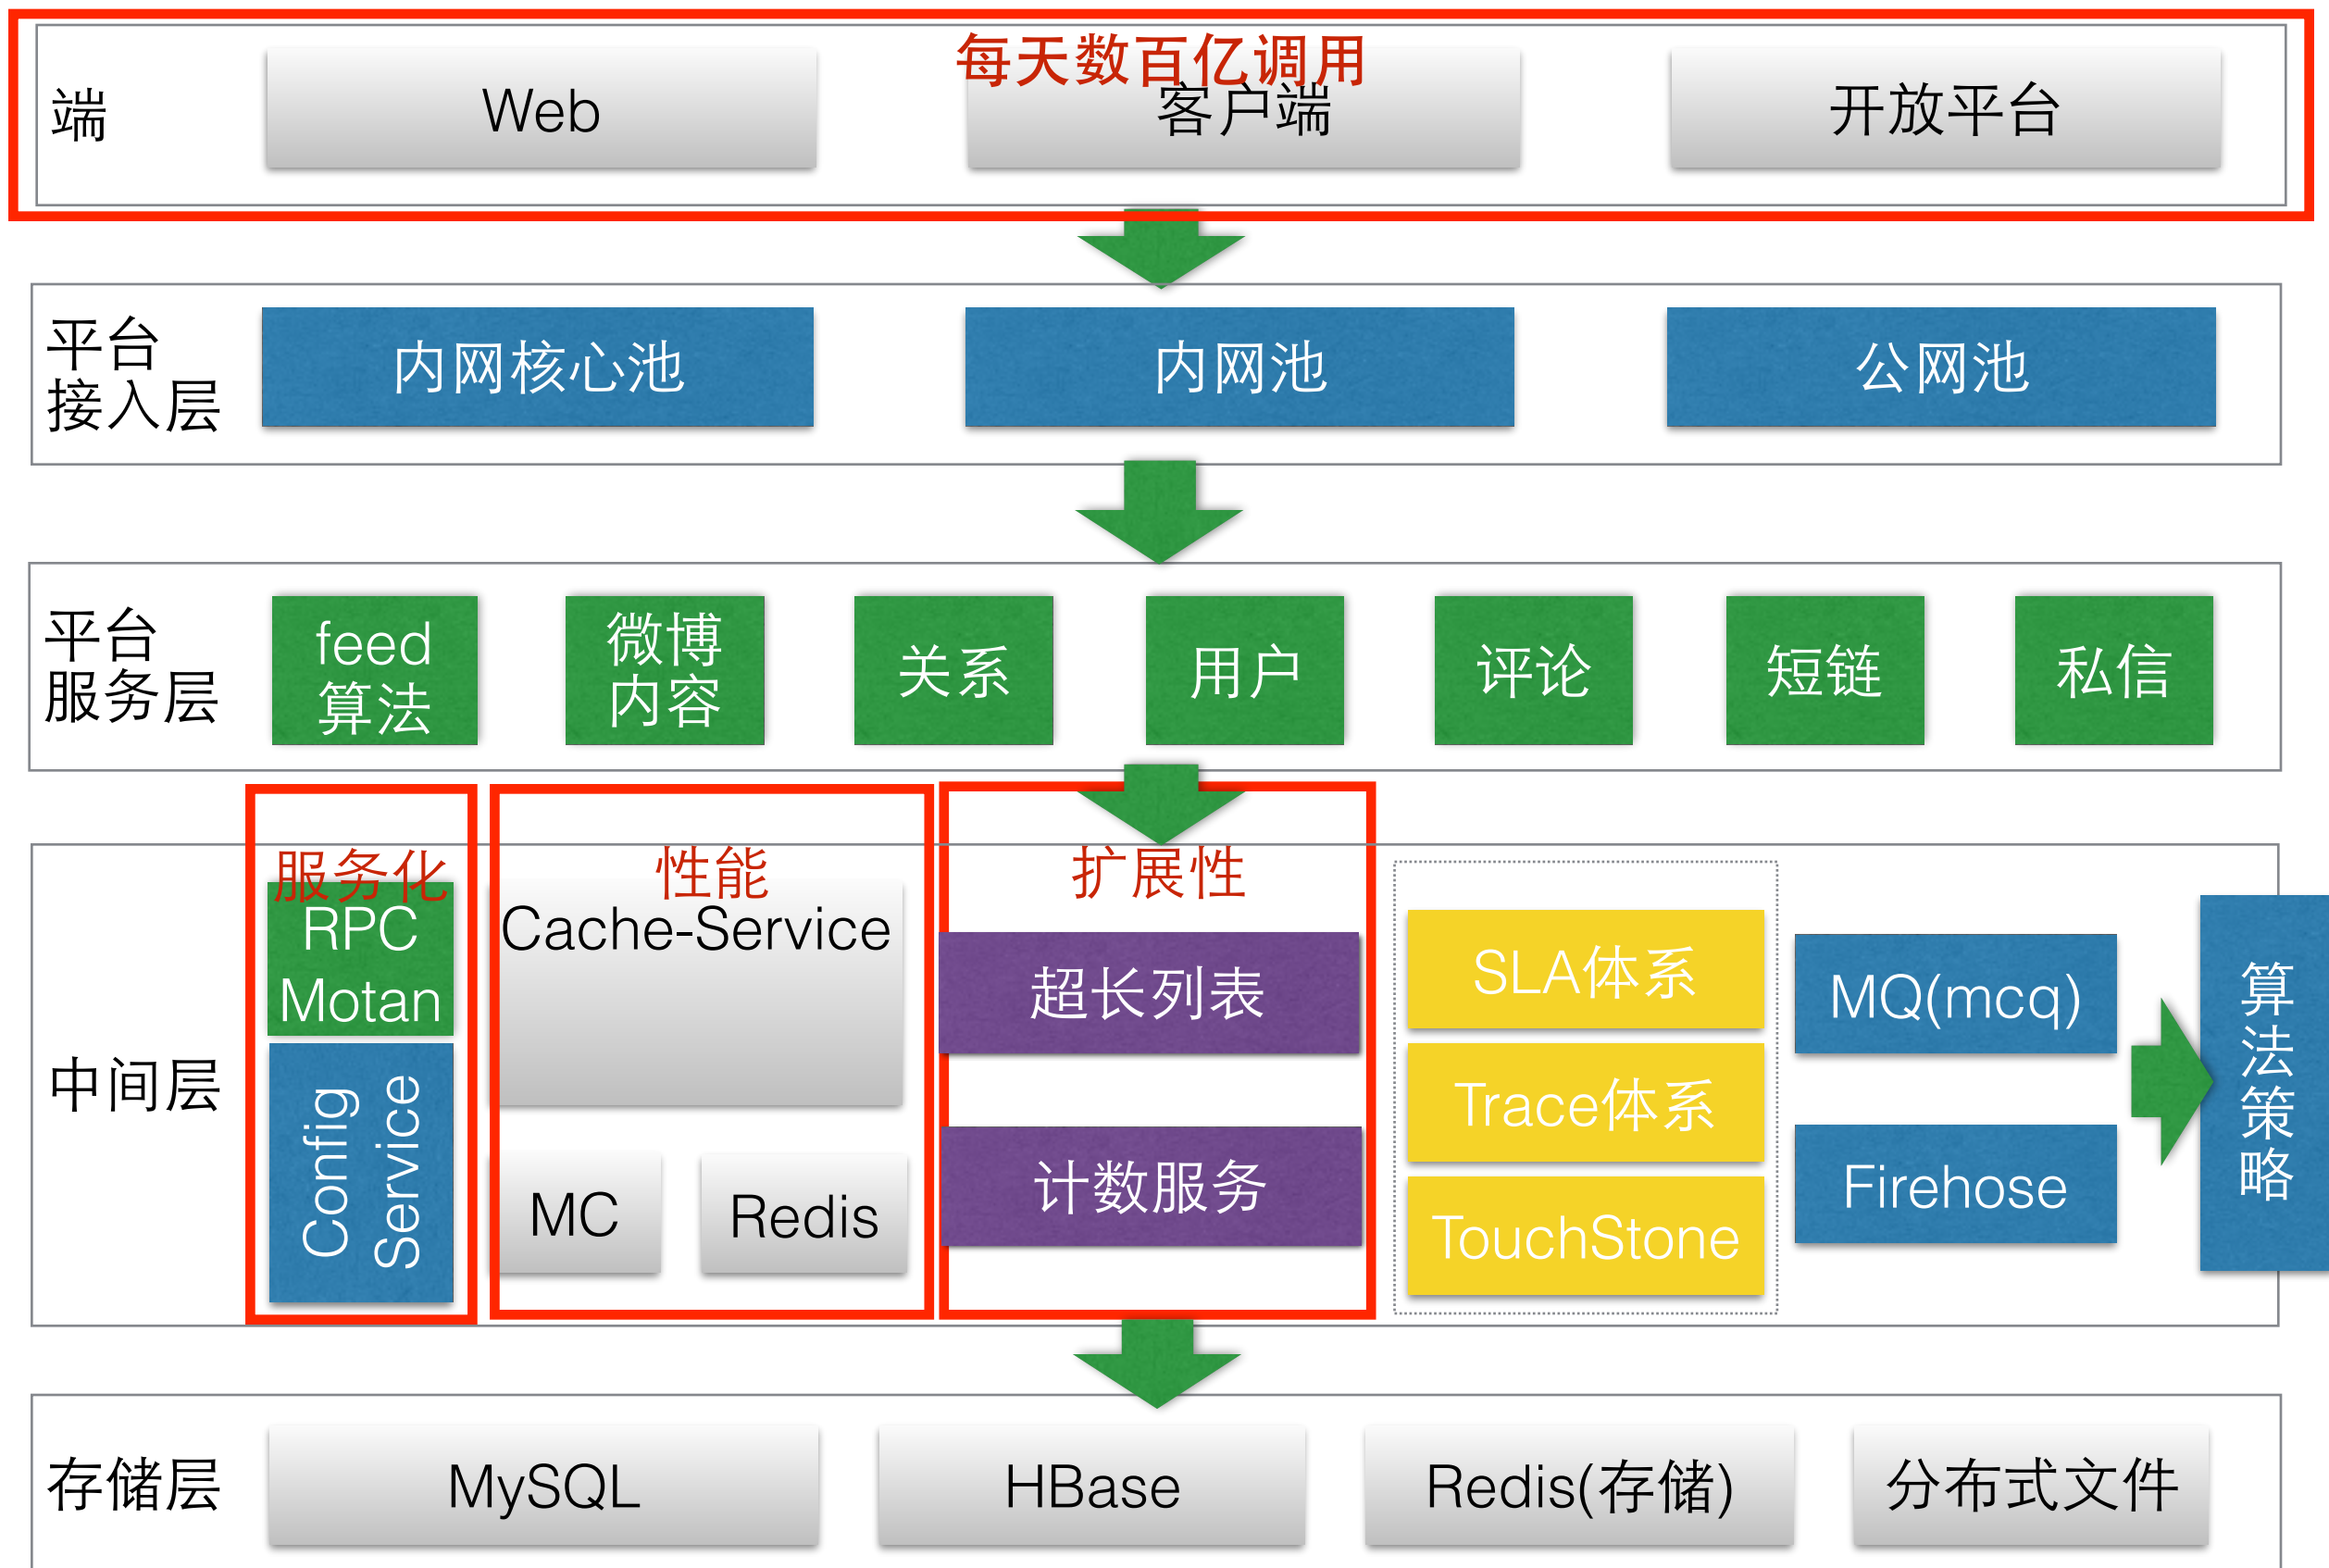 每天数百亿调用
端
Web
客户端
开放平台
平台
接入层
内网核心池
内网池
公网池
平台
服务层
feed
算法
微博
内容
关系
用户
评论
短链
私信
中间层
服务化
RPC
Motan
Config
Service
性能
Cache-Service
MC
Redis
扩展性
超长列表
计数服务
SLA体系
Trace体系
TouchStone
MQ(mcq)
Firehose
算法策略
存储层
MySQL
HBase
Redis(存储)
分布式文件